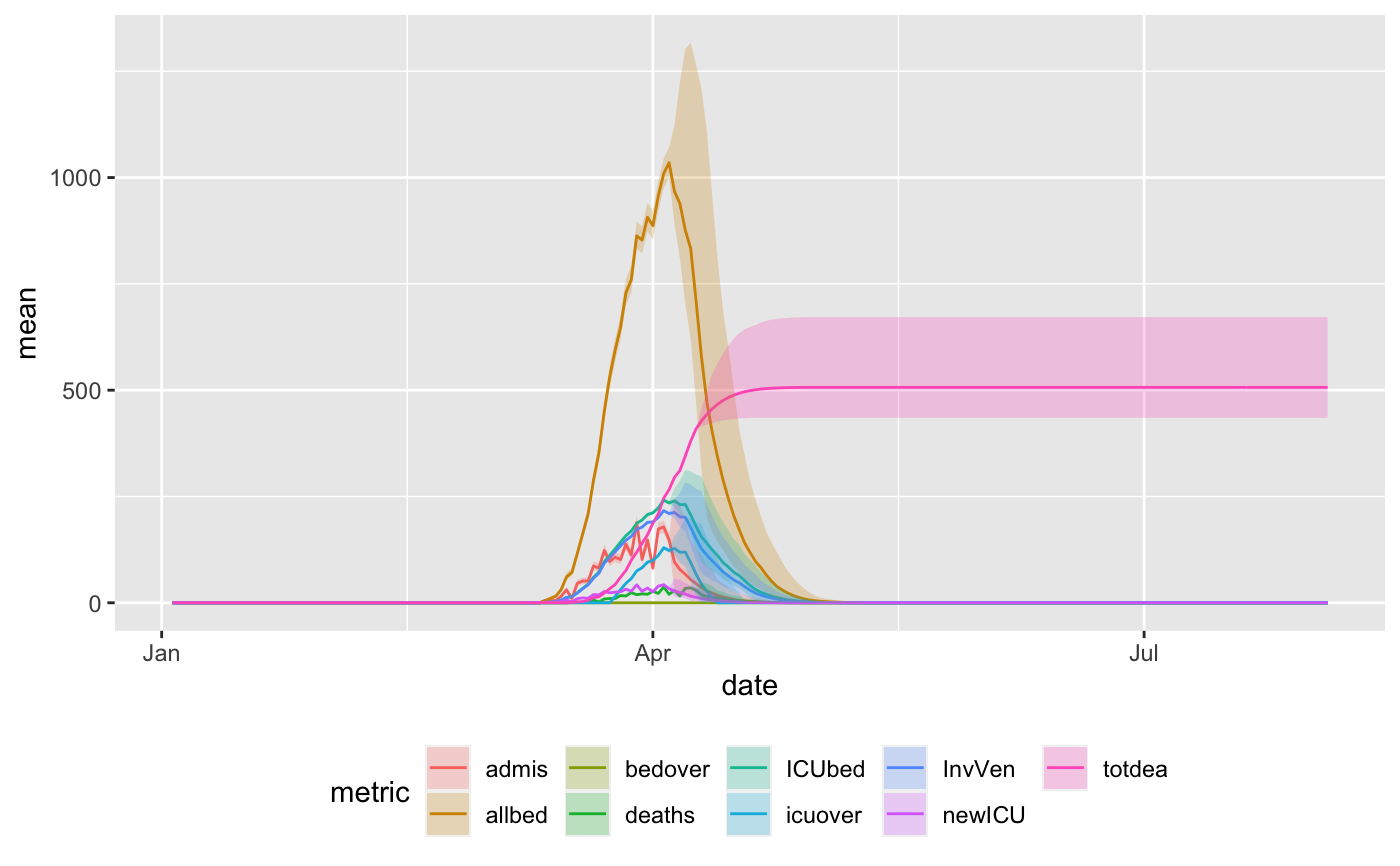 mean
1000
500
0
Jan Apr Jul
date
metric
admis bedover ICUbed InvVen totdea
allbed deaths icuover newICU